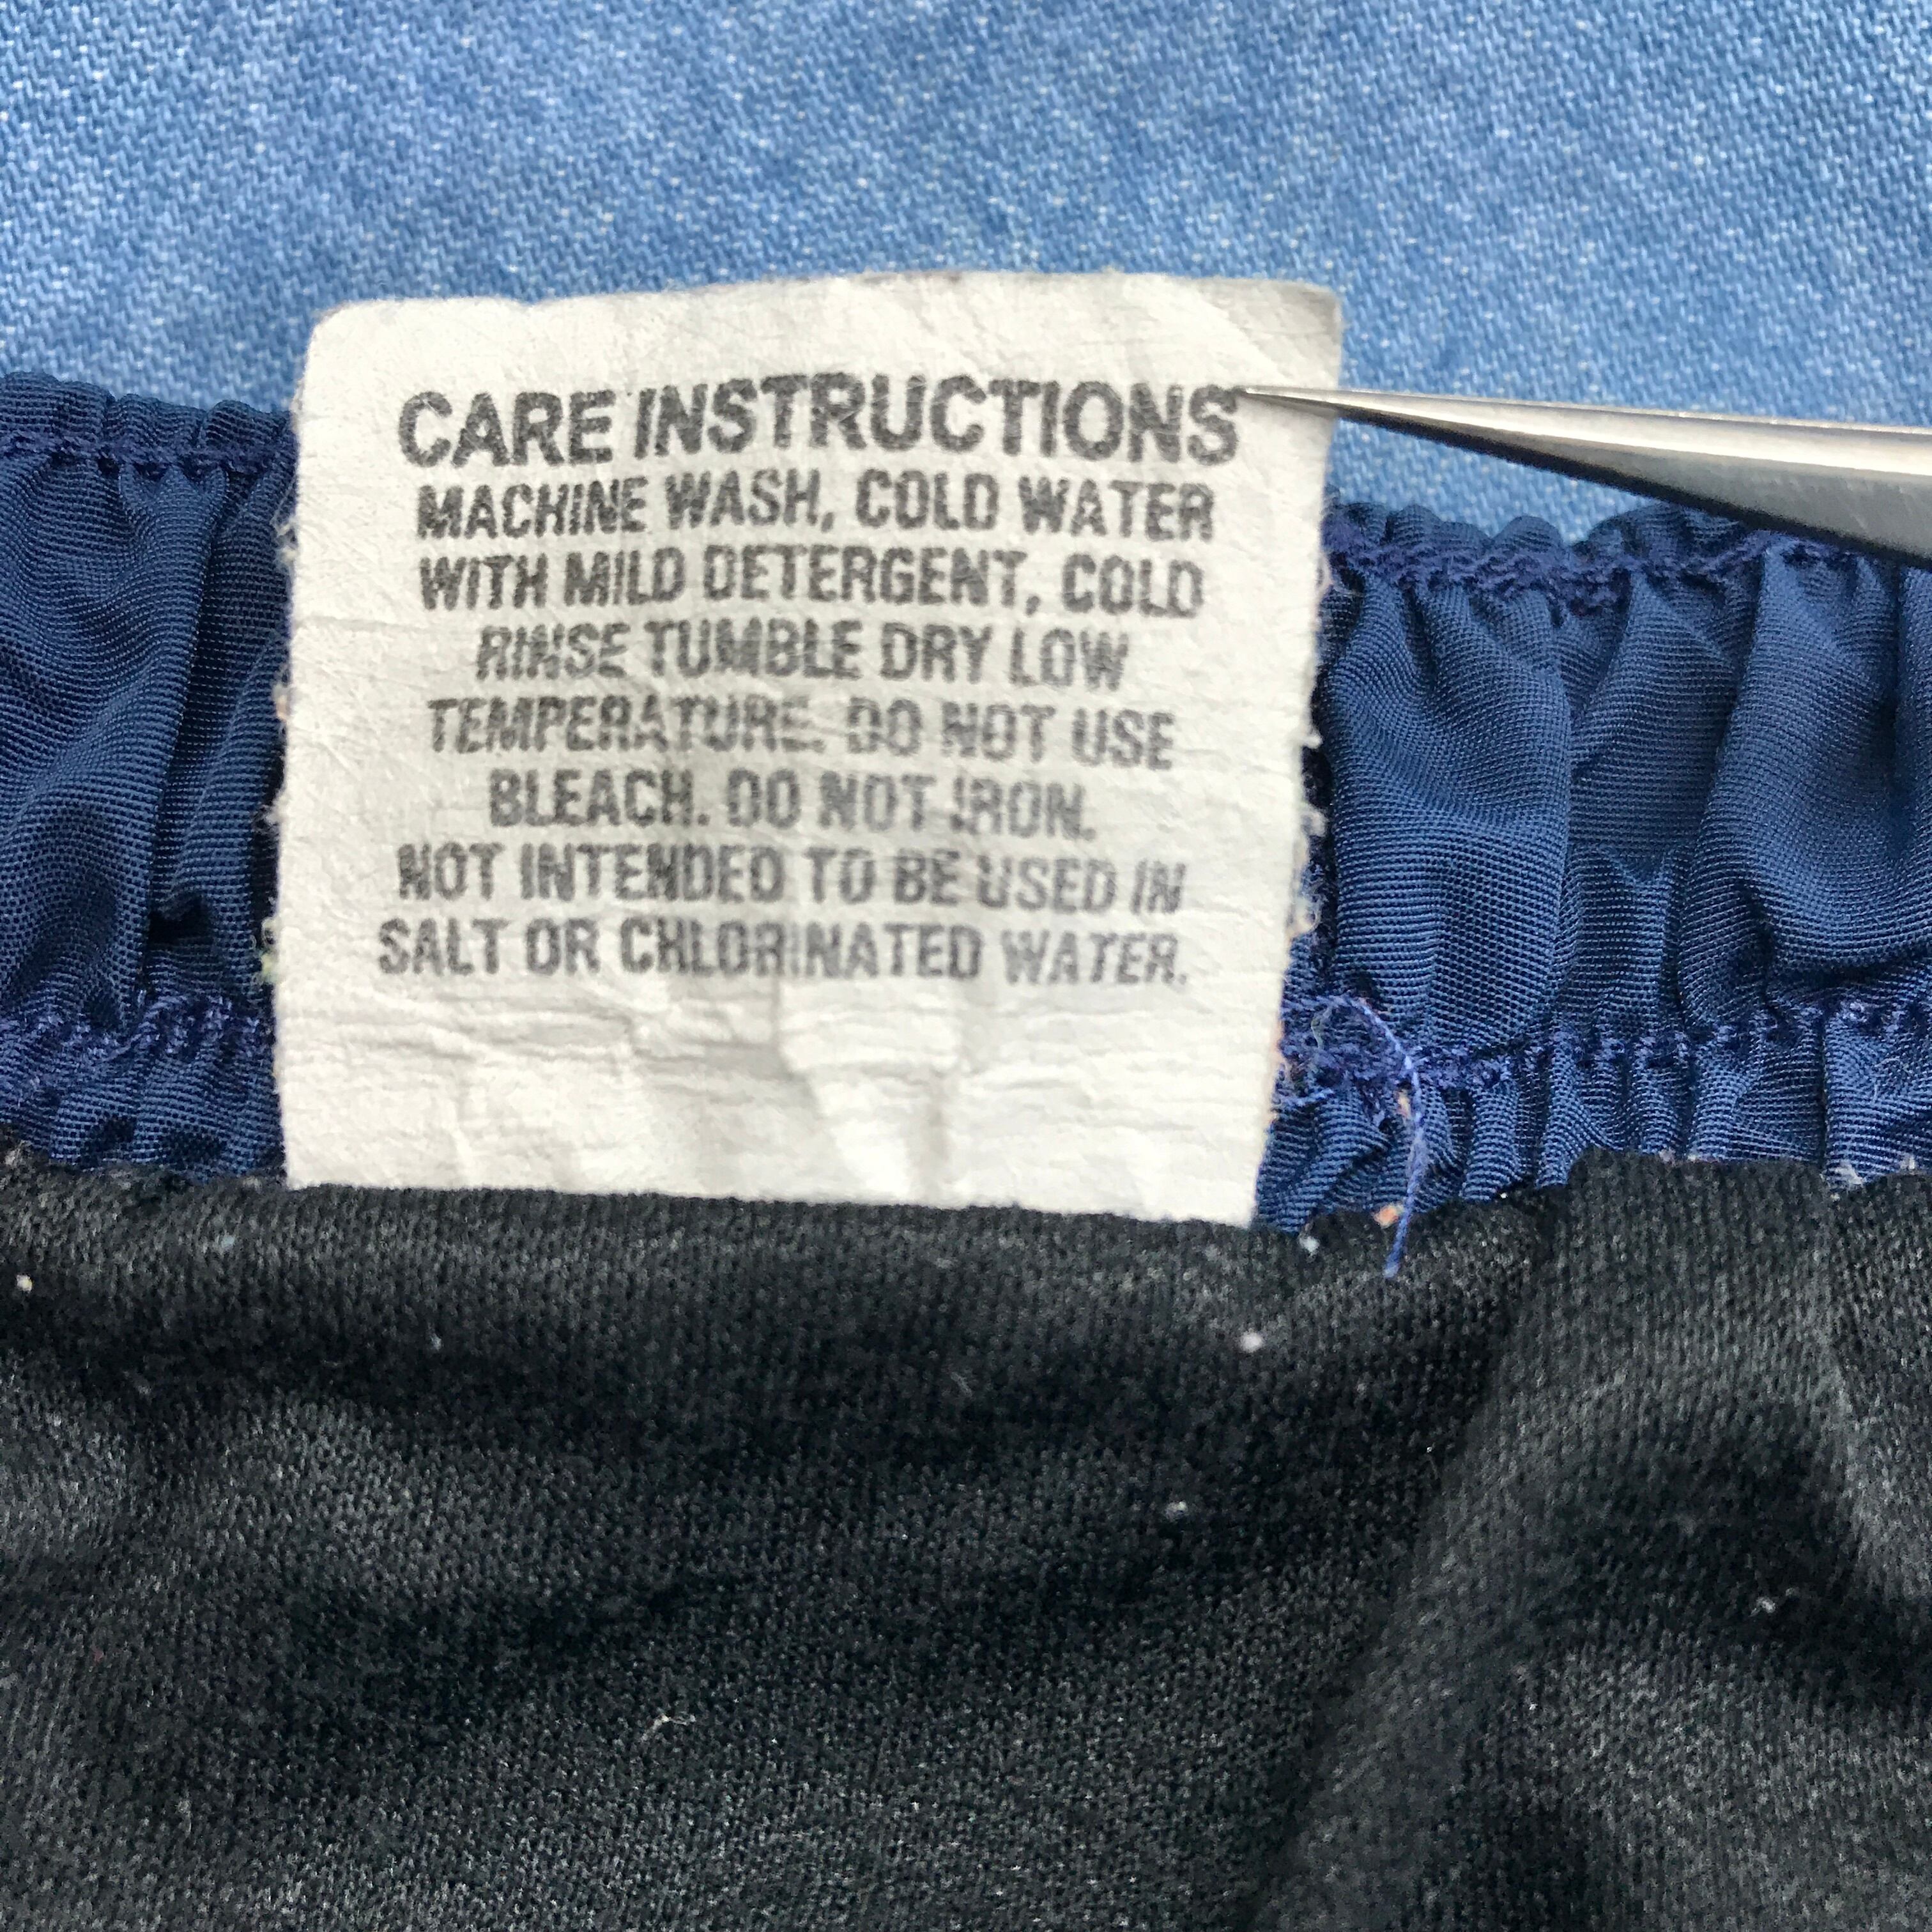 CARE INSTRUCTIONS
MACHINE WASH, COLD WATER
WITH MILD DETERGENT, COLD
RINSE TUMBLE DRY LOW
TEMPERATURE. DO NOT USE
BLEACH. DO NOT IRON.
NOT INTENDED TO BE USED IN
SALT OR CHLORINATED WATER.